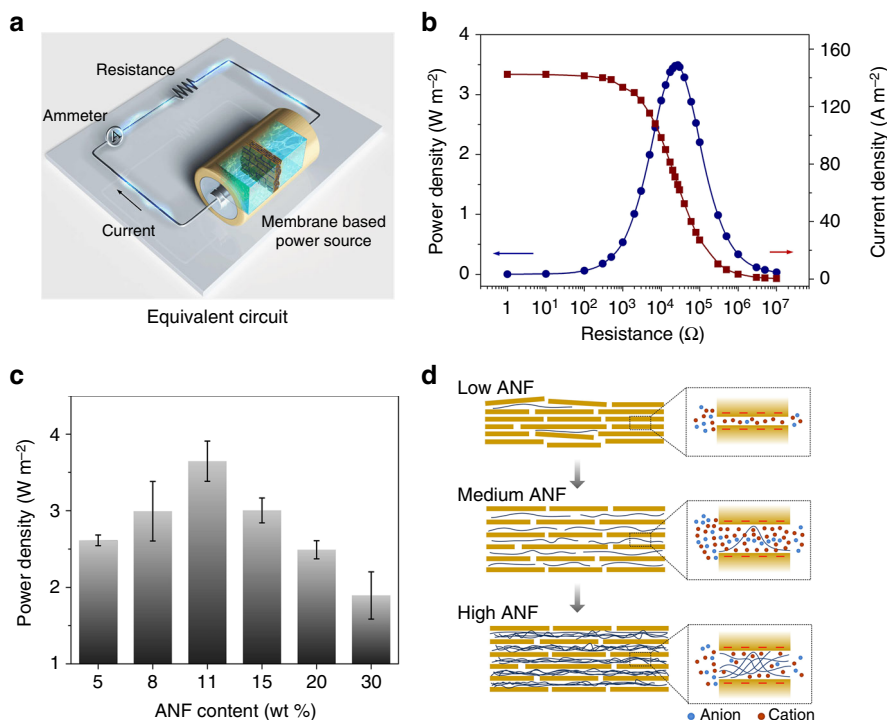 a
Resistance
Ammeter
Current
Membrane based
power source
Equivalent circuit
b
Power density (W m⁻²)
4
3
2
1
0
Current density (A m⁻²)
160
120
80
40
0
1
10¹
10²
10³
10⁴
10⁵
10⁶
10⁷
Resistance (Ω)
c
Power density (W m⁻²)
4
3
2
1
5
8
11
15
20
30
ANF content (wt %)
d
Low ANF
Medium ANF
High ANF
Anion
Cation